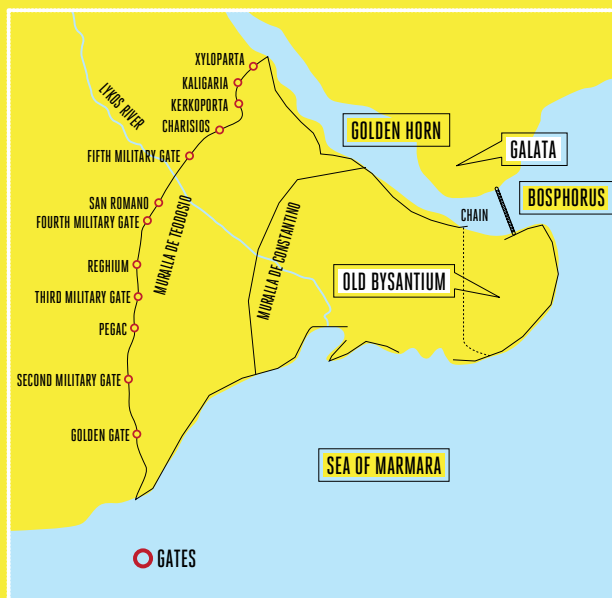 XYLOPARTA
KALIGARIA
KERKOPORTA
CHARISIOS
LYKOS RIVER
GOLDEN HORN
GALATA
FIFTH MILITARY GATE
BOSPHORUS
SAN ROMANO
FOURTH MILITARY GATE
CHAIN
MURALLA DE TEODOSIO
MURALLA DE CONSTANTINO
REGHIUM
OLD BYSANTIUM
THIRD MILITARY GATE
PEGAC
SECOND MILITARY GATE
GOLDEN GATE
SEA OF MARMARA
GATES